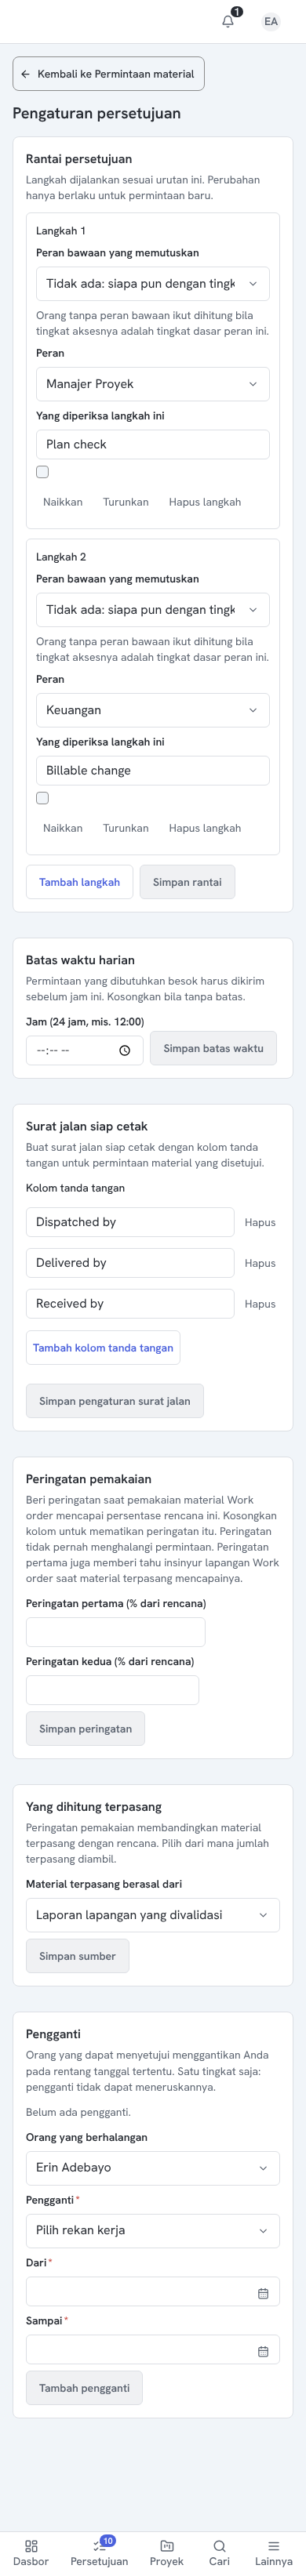 1
EA
Kembali ke Permintaan material
Pengaturan persetujuan
Rantai persetujuan
Langkah dijalankan sesuai urutan ini. Perubahan
hanya berlaku untuk permintaan baru.
Langkah 1
Peran bawaan yang memutuskan
Tidak ada: siapa pun dengan tingk
Orang tanpa peran bawaan ikut dihitung bila
tingkat aksesnya adalah tingkat dasar peran ini.
Peran
Manajer Proyek
Yang diperiksa langkah ini
Plan check
Naikkan Turunkan Hapus langkah
Langkah 2
Peran bawaan yang memutuskan
Tidak ada: siapa pun dengan tingk
Orang tanpa peran bawaan ikut dihitung bila
tingkat aksesnya adalah tingkat dasar peran ini.
Peran
Keuangan
Yang diperiksa langkah ini
Billable change
Naikkan Turunkan Hapus langkah
Tambah langkah Simpan rantai
Batas waktu harian
Permintaan yang dibutuhkan besok harus dikirim
sebelum jam ini. Kosongkan bila tanpa batas.
Jam (24 jam, mis. 12:00)
--:-- -- Simpan batas waktu
Surat jalan siap cetak
Buat surat jalan siap cetak dengan kolom tanda
tangan untuk permintaan material yang disetujui.
Kolom tanda tangan
Dispatched by Hapus
Delivered by Hapus
Received by Hapus
Tambah kolom tanda tangan
Simpan pengaturan surat jalan
Peringatan pemakaian
Beri peringatan saat pemakaian material Work
order mencapai persentase rencana ini. Kosongkan
kolom untuk mematikan peringatan itu. Peringatan
tidak pernah menghalangi permintaan. Peringatan
pertama juga memberi tahu insinyur lapangan Work
order saat material terpasang mencapainya.
Peringatan pertama (% dari rencana)
Peringatan kedua (% dari rencana)
Simpan peringatan
Yang dihitung terpasang
Peringatan pemakaian membandingkan material
terpasang dengan rencana. Pilih dari mana jumlah
terpasang diambil.
Material terpasang berasal dari
Laporan lapangan yang divalidasi
Simpan sumber
Pengganti
Orang yang dapat menyetujui menggantikan Anda
pada rentang tanggal tertentu. Satu tingkat saja:
pengganti tidak dapat meneruskannya.
Belum ada pengganti.
Orang yang berhalangan
Erin Adebayo
Pengganti *
Pilih rekan kerja
Dari *
Sampai *
Tambah pengganti
10
Dasbor Persetujuan Proyek Cari Lainnya